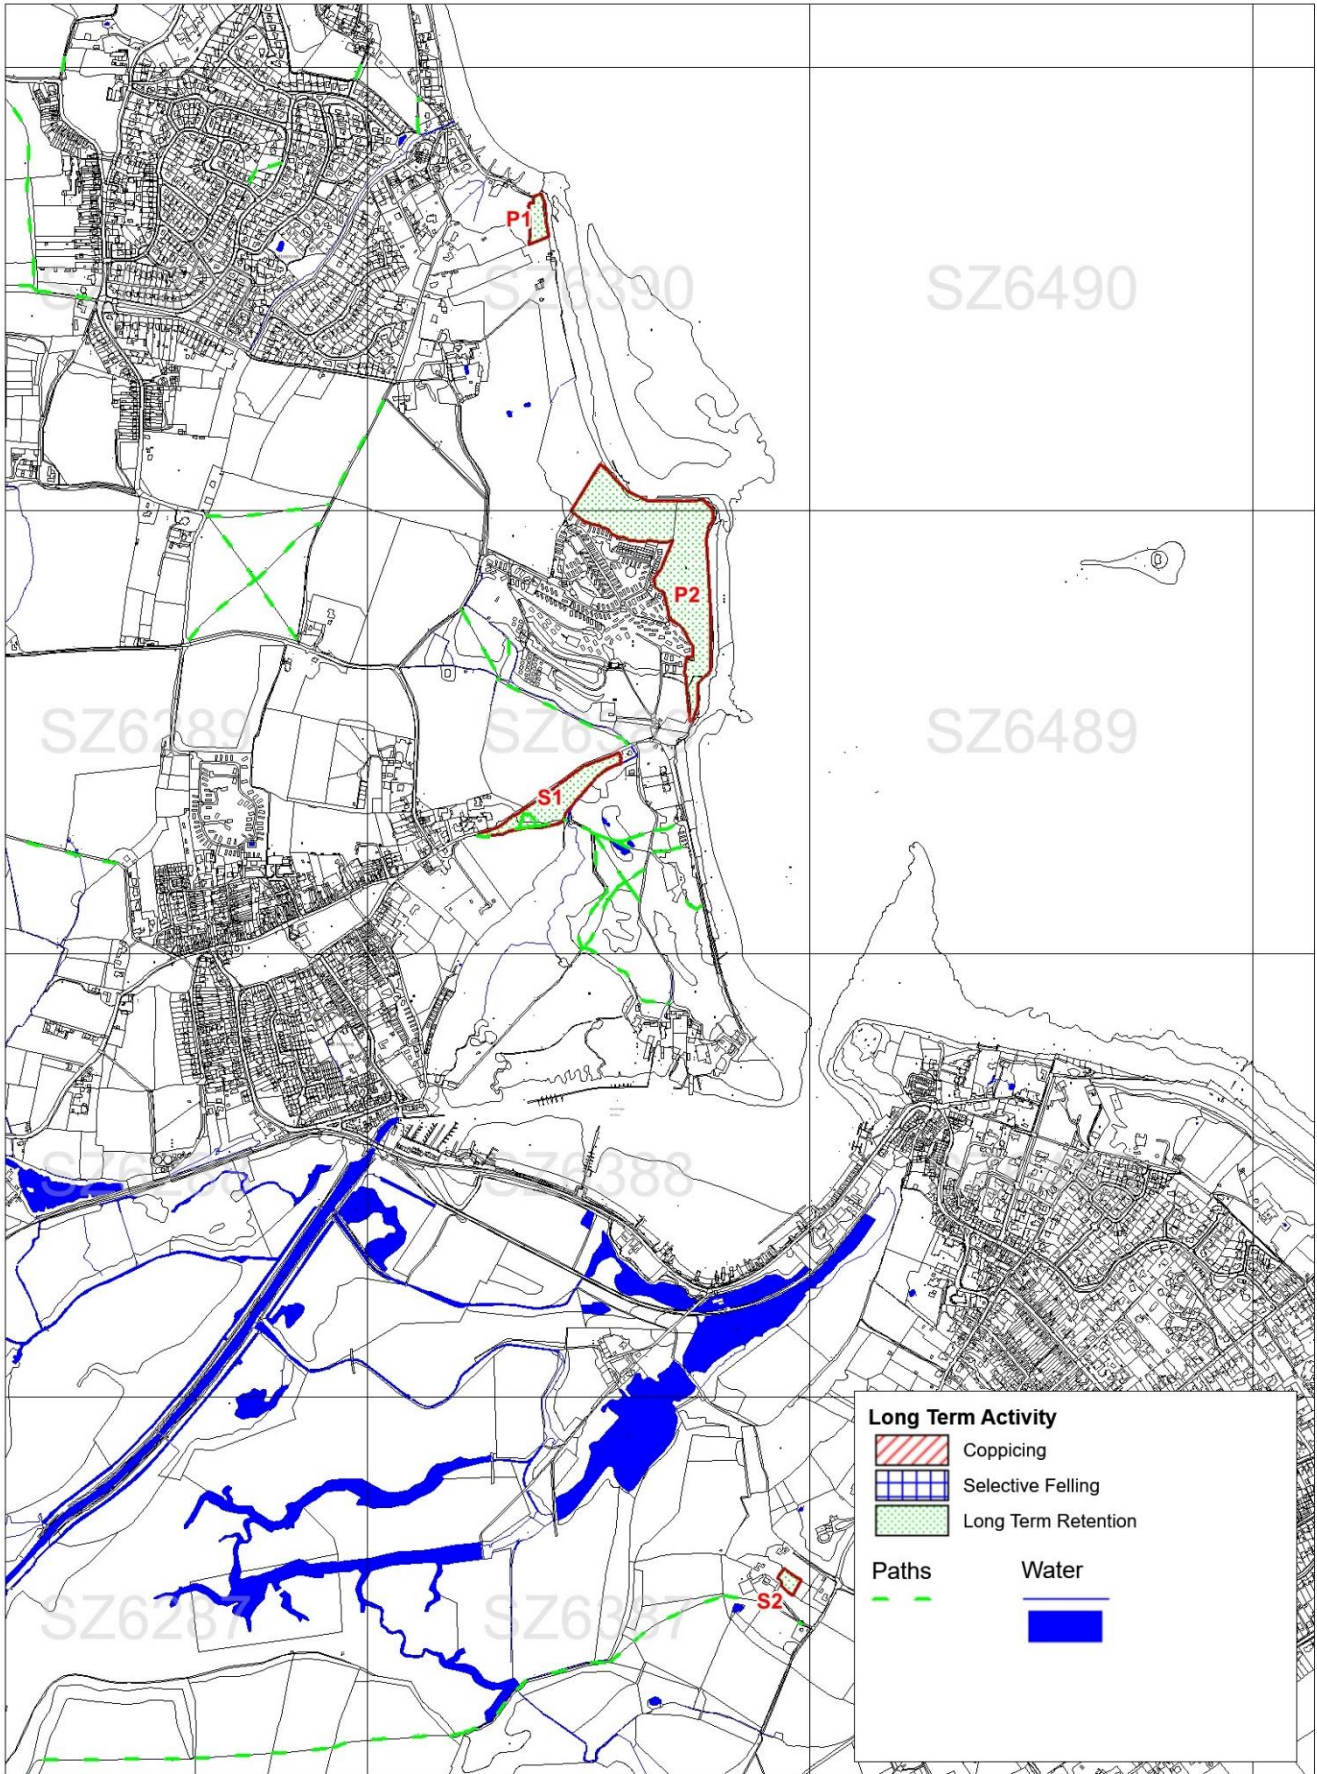 P1
SZ6390
SZ6490
P2
SZ6289
SZ6489
S1
SZ6288
SZ6388
Long Term Activity
Coppicing
Selective Felling
Long Term Retention
Paths
Water
S2
SZ6287
SZ6387